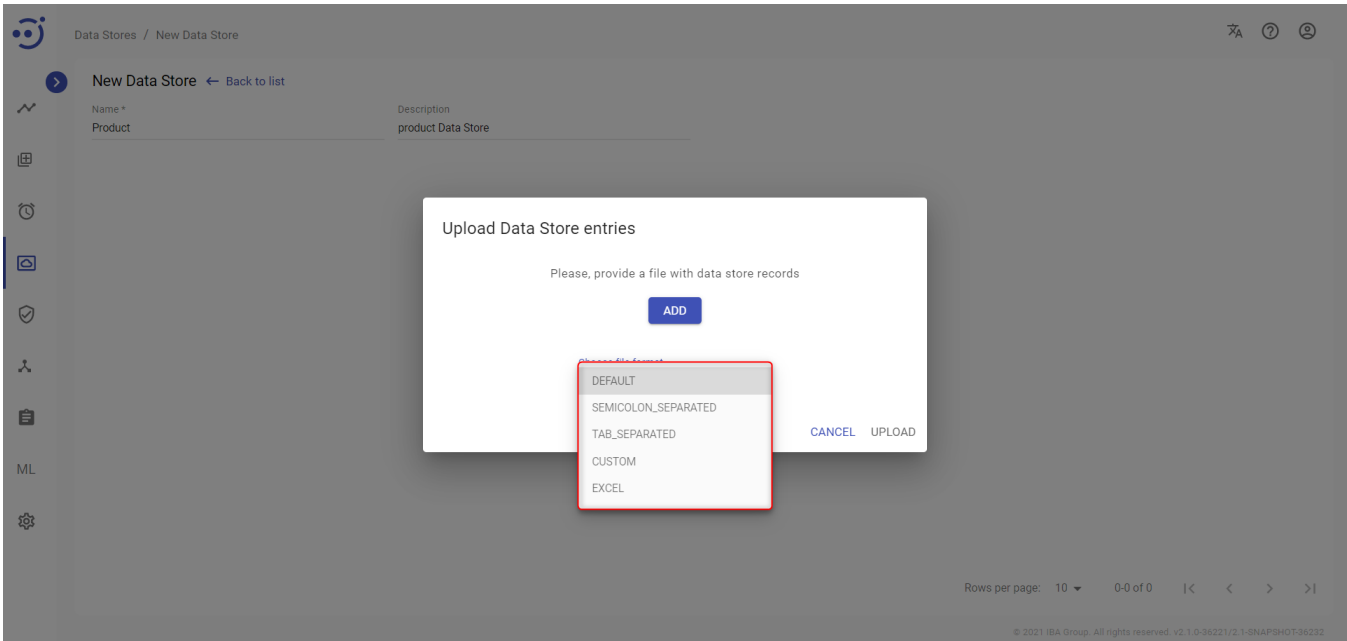 Data Stores / New Data Store
New Data Store ← Back to list
Name *
Product
Description
product Data Store
Upload Data Store entries
Please, provide a file with data store records
ADD
Choose file format
DEFAULT
SEMICOLON_SEPARATED
TAB_SEPARATED
CUSTOM
EXCEL
CANCEL UPLOAD
ML
Rows per page: 10 0-0 of 0
© 2021 IBA Group. All rights reserved. v2.1.0-36221/2.1-SNAPSHOT-36232